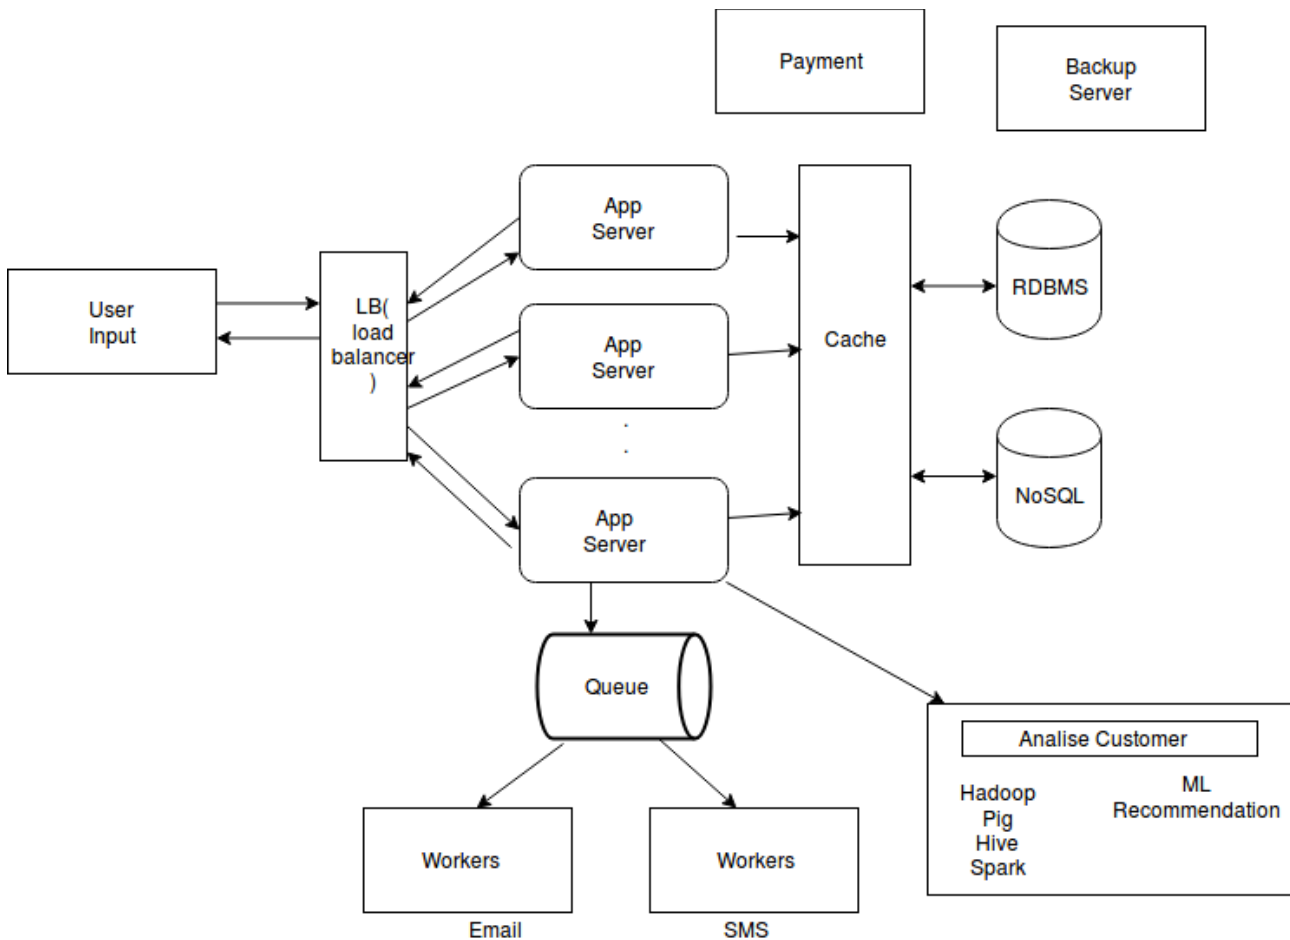 Payment
Backup
Server
App
Server
User
Input
LB(
load
balancer
)
App
Server
.
.
App
Server
Cache
RDBMS
NoSQL
Queue
Workers
Email
Workers
SMS
Analise Customer
Hadoop
Pig
Hive
Spark
ML
Recommendation